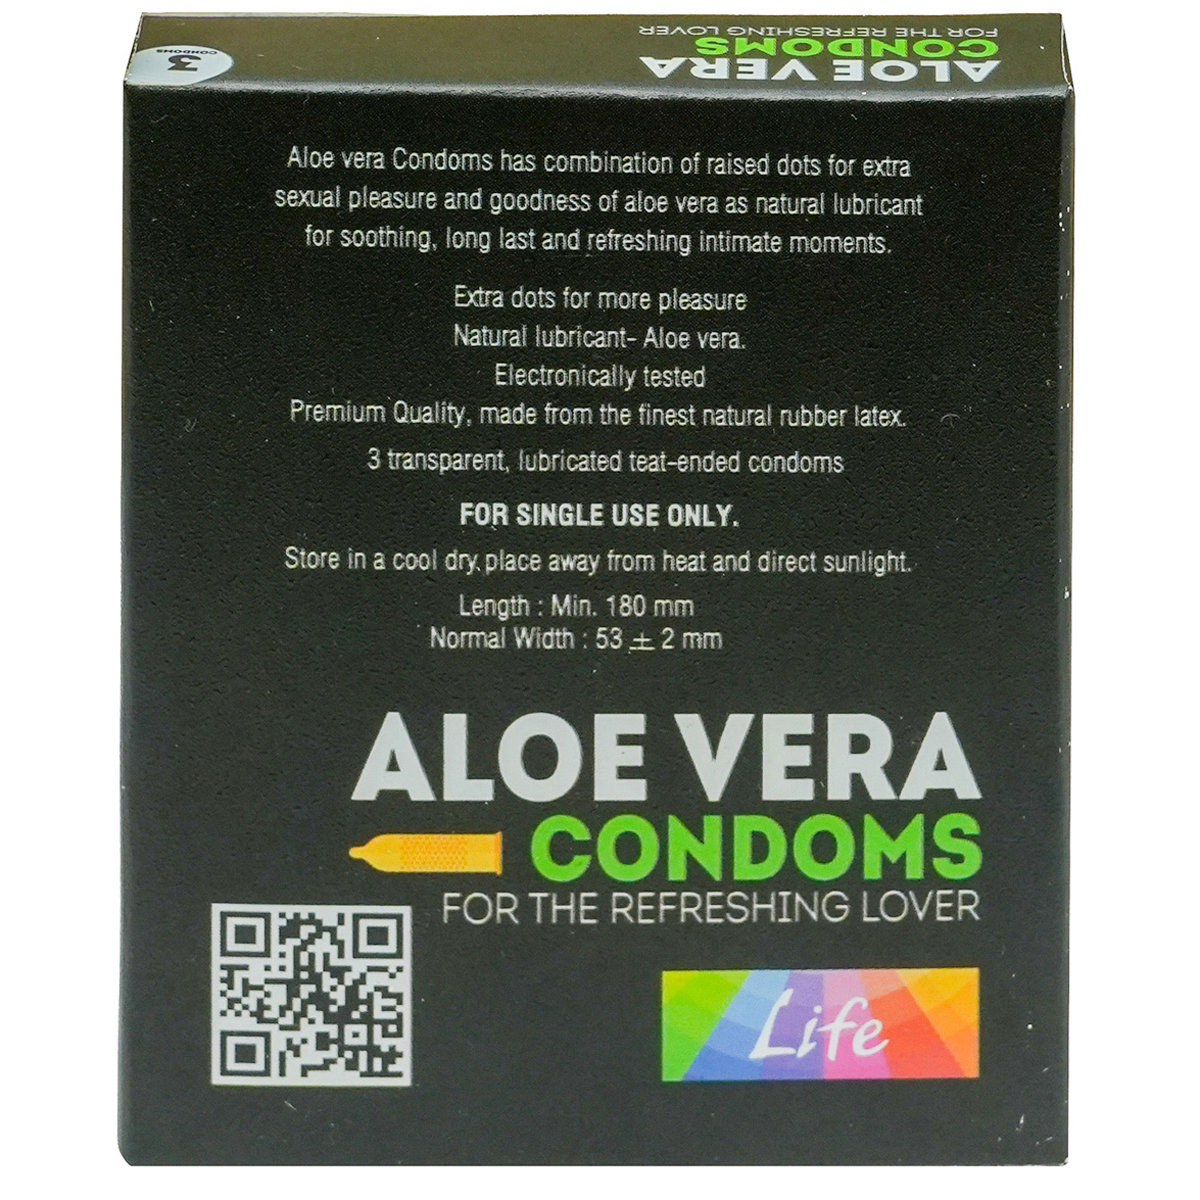 3
CONDOMS
ALOE VERA
CONDOMS
FOR THE REFRESHING LOVER
Aloe vera Condoms has combination of raised dots for extra
sexual pleasure and goodness of aloe vera as natural lubricant
for soothing, long last and refreshing intimate moments.
Extra dots for more pleasure
Natural lubricant- Aloe vera.
Electronically tested
Premium Quality, made from the finest natural rubber latex.
3 transparent, lubricated teat-ended condoms
FOR SINGLE USE ONLY.
Store in a cool dry, place away from heat and direct sunlight.
Length : Min. 180 mm
Normal Width : 53 ± 2 mm
ALOE VERA
CONDOMS
FOR THE REFRESHING LOVER
Life